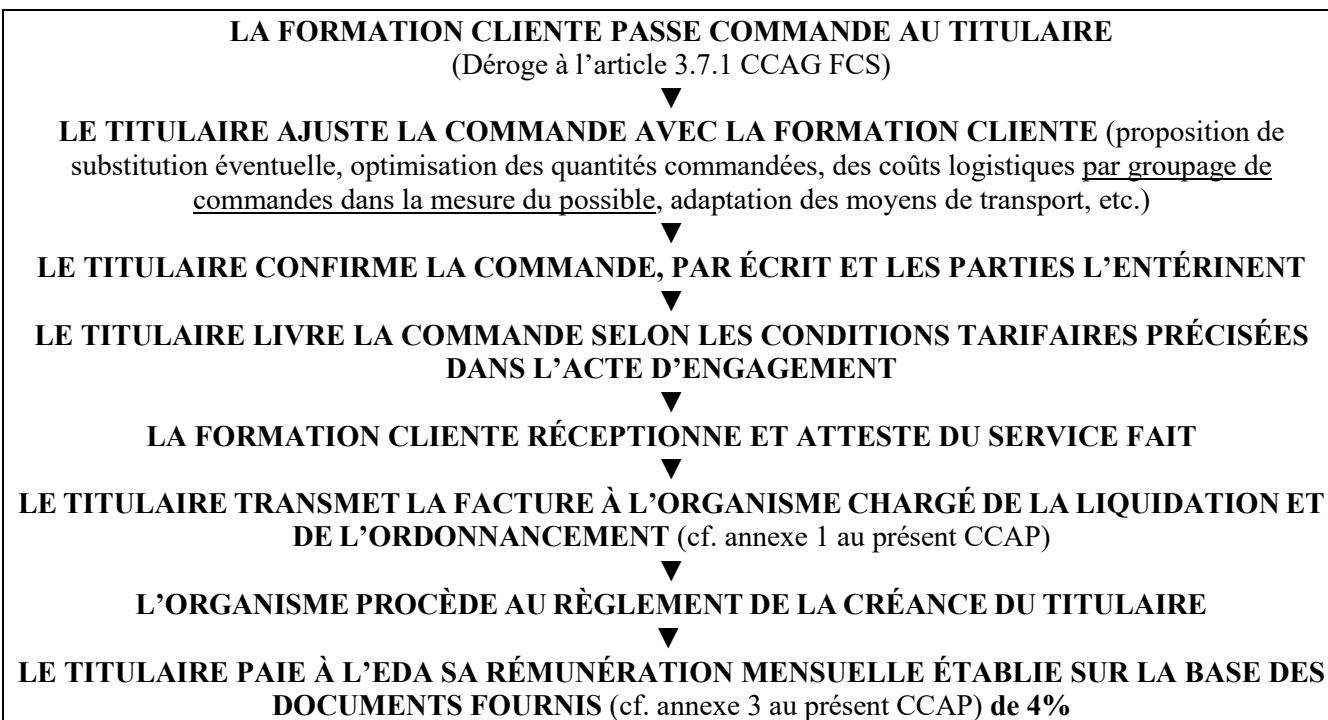 LA FORMATION CLIENTE PASSE COMMANDE AU TITULAIRE
(Déroge à l’article 3.7.1 CCAG FCS)
▼
LE TITULAIRE AJUSTE LA COMMANDE AVEC LA FORMATION CLIENTE (proposition de
substitution éventuelle, optimisation des quantités commandées, des coûts logistiques par groupage de
commandes dans la mesure du possible, adaptation des moyens de transport, etc.)
▼
LE TITULAIRE CONFIRME LA COMMANDE, PAR ÉCRIT ET LES PARTIES L’ENTÉRINENT
▼
LE TITULAIRE LIVRE LA COMMANDE SELON LES CONDITIONS TARIFAIRES PRÉCISÉES
DANS L’ACTE D’ENGAGEMENT
▼
LA FORMATION CLIENTE RÉCEPTIONNE ET ATTESTE DU SERVICE FAIT
▼
LE TITULAIRE TRANSMET LA FACTURE À L’ORGANISME CHARGÉ DE LA LIQUIDATION ET
DE L’ORDONNANCEMENT (cf. annexe 1 au présent CCAP)
▼
L’ORGANISME PROCÈDE AU RÈGLEMENT DE LA CRÉANCE DU TITULAIRE
▼
LE TITULAIRE PAIE À L’EDA SA RÉMUNÉRATION MENSUELLE ÉTABLIE SUR LA BASE DES
DOCUMENTS FOURNIS (cf. annexe 3 au présent CCAP) de 4%